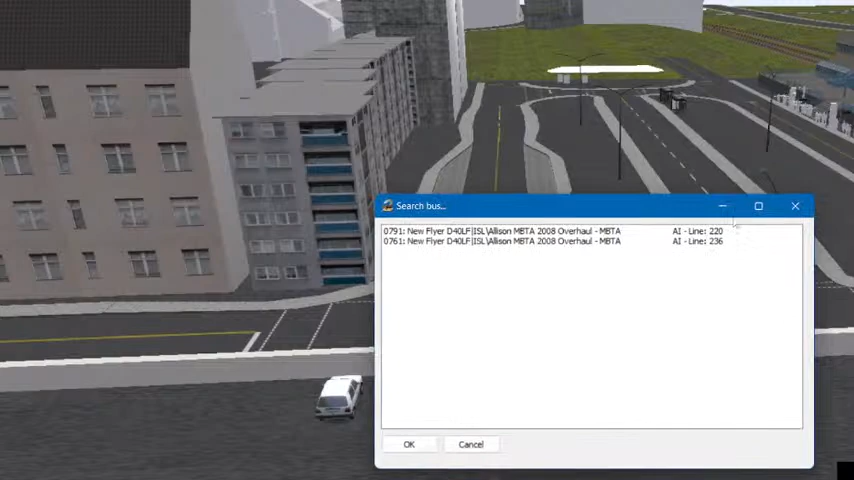 Search bus...
0791: New Flyer D40LF|ISL\Allison MBTA 2008 Overhaul - MBTA AI - Line: 220
0761: New Flyer D40LF|ISL\Allison MBTA 2008 Overhaul - MBTA AI - Line: 236
OK Cancel